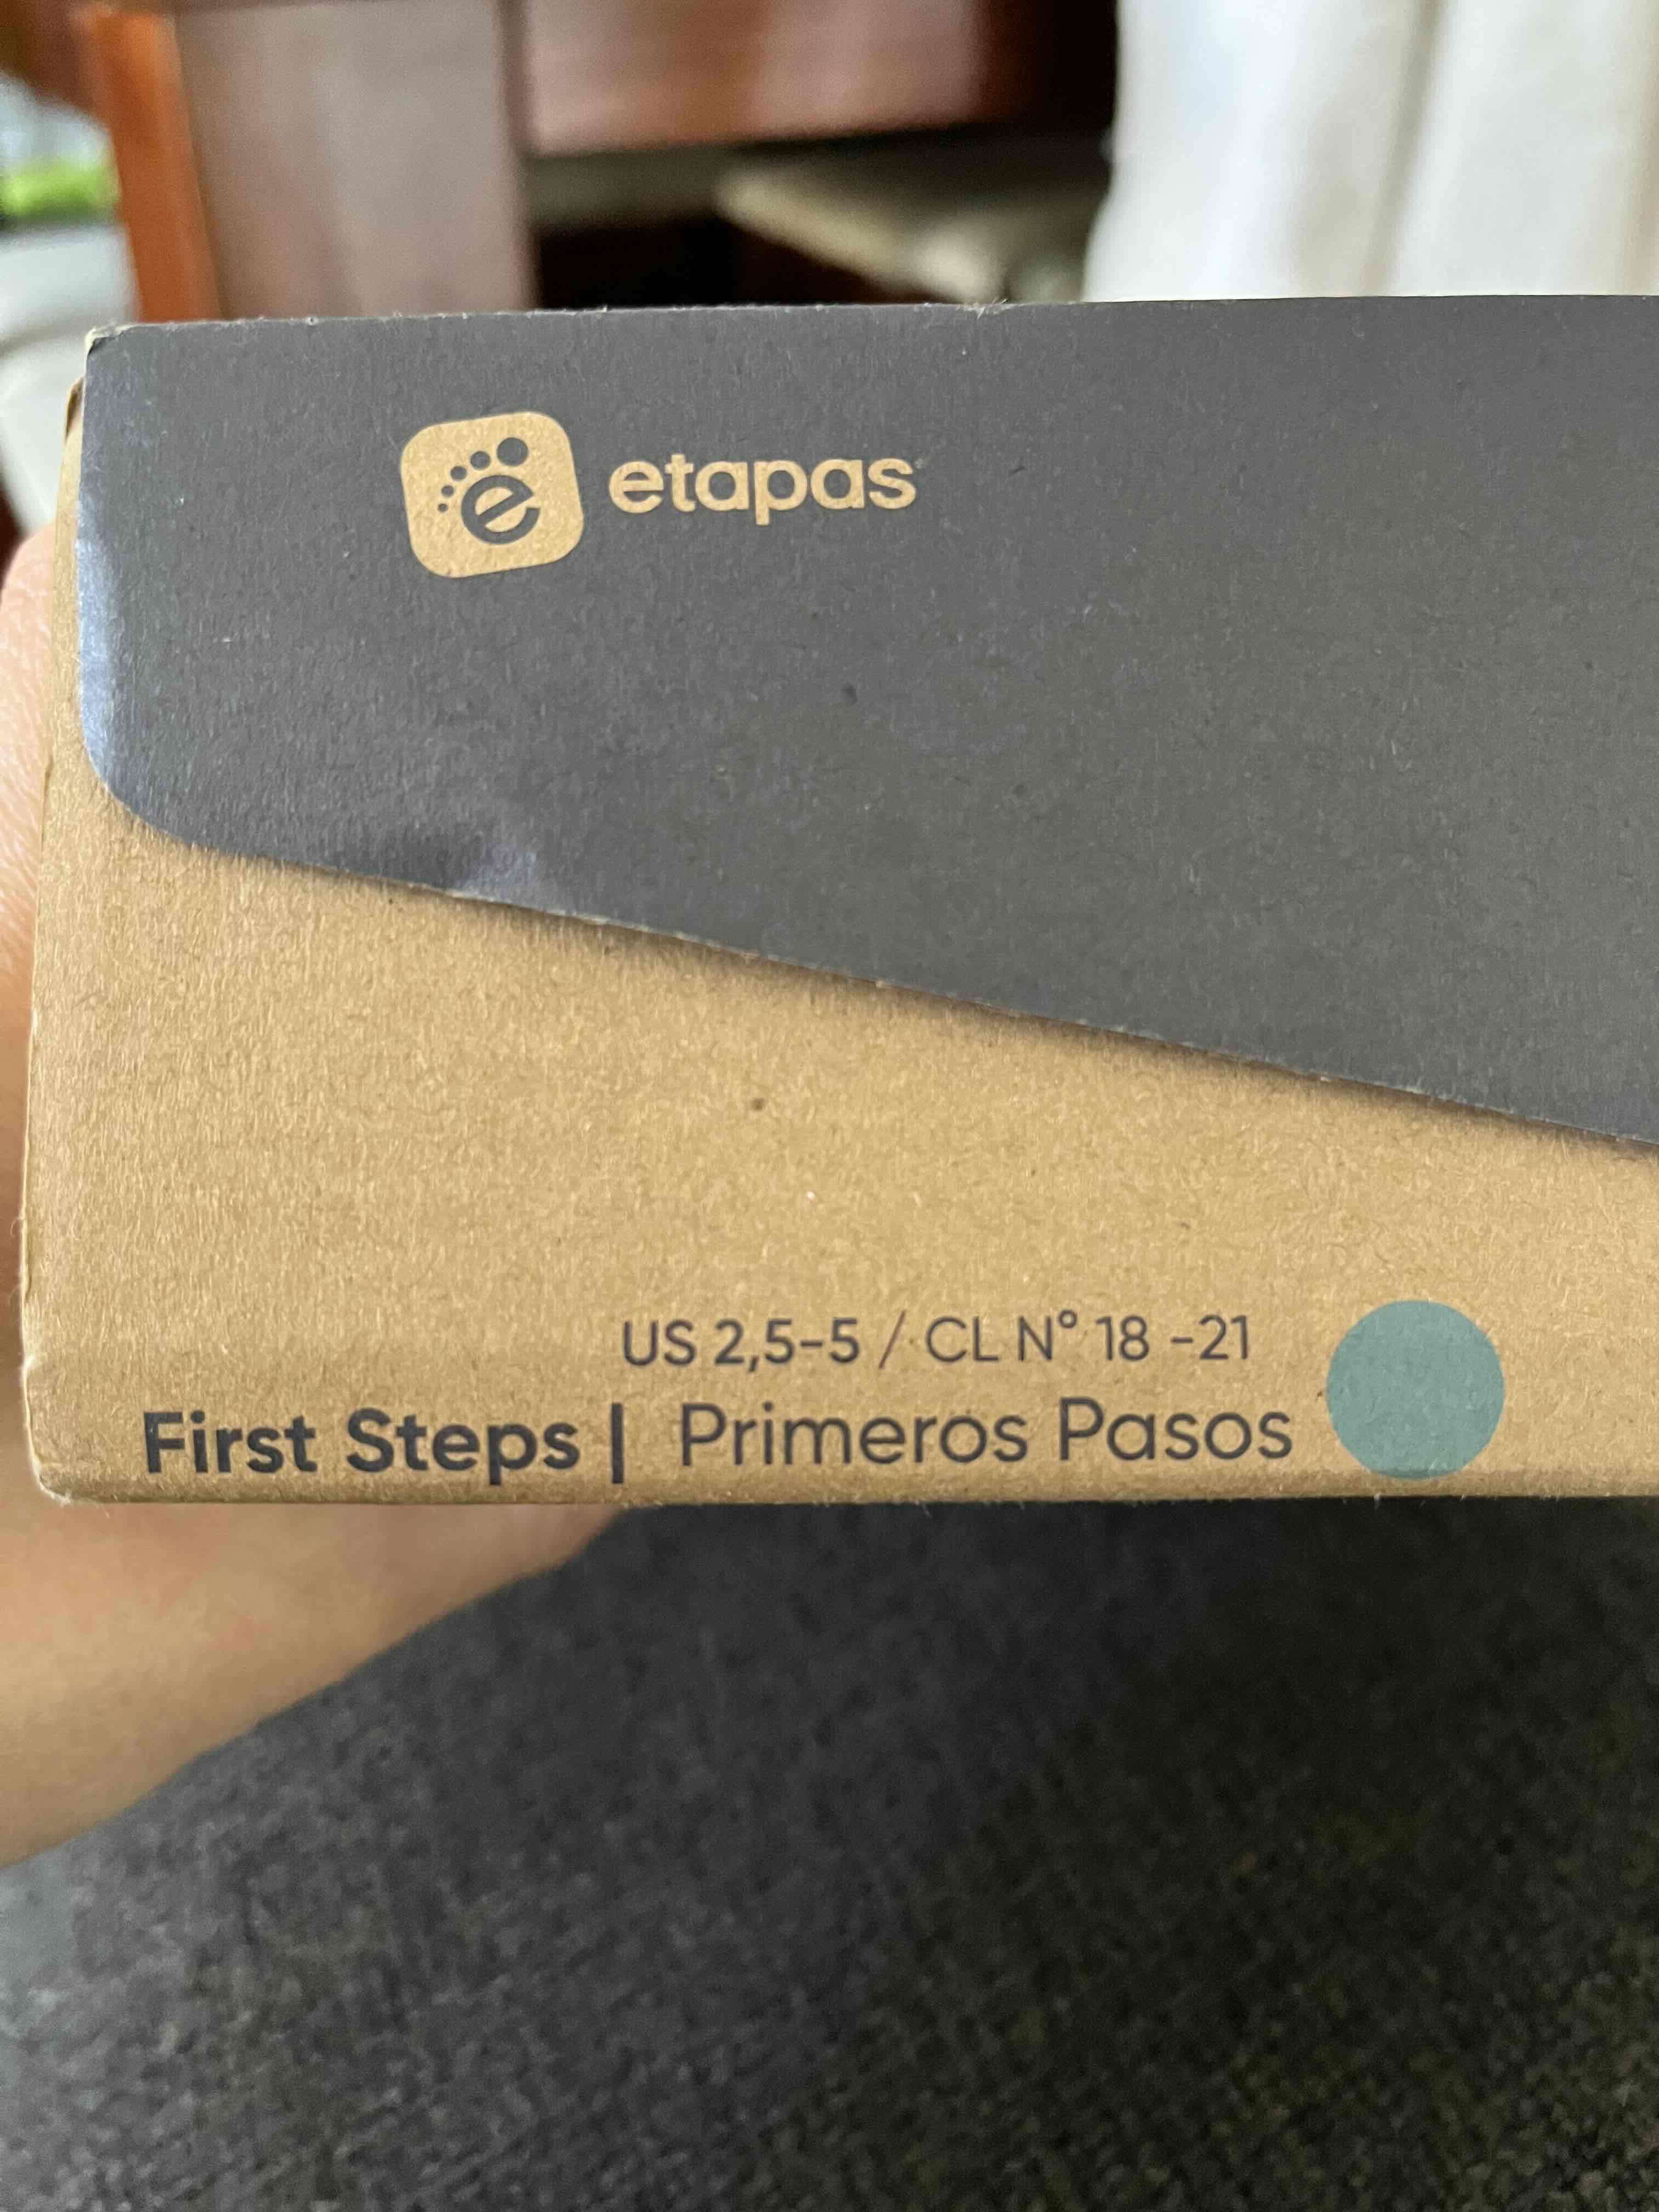 etapas
US 2,5-5 / CL N° 18 -21
First Steps | Primeros Pasos